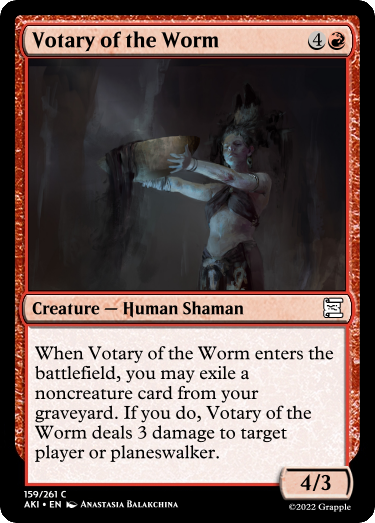 Votary of the Worm 4
Creature — Human Shaman
When Votary of the Worm enters the
battlefield, you may exile a
noncreature card from your
graveyard. If you do, Votary of the
Worm deals 3 damage to target
player or planeswalker.
4/3
159/261 C
AKI • EN Anastasia Balakchina
©2022 Grapple